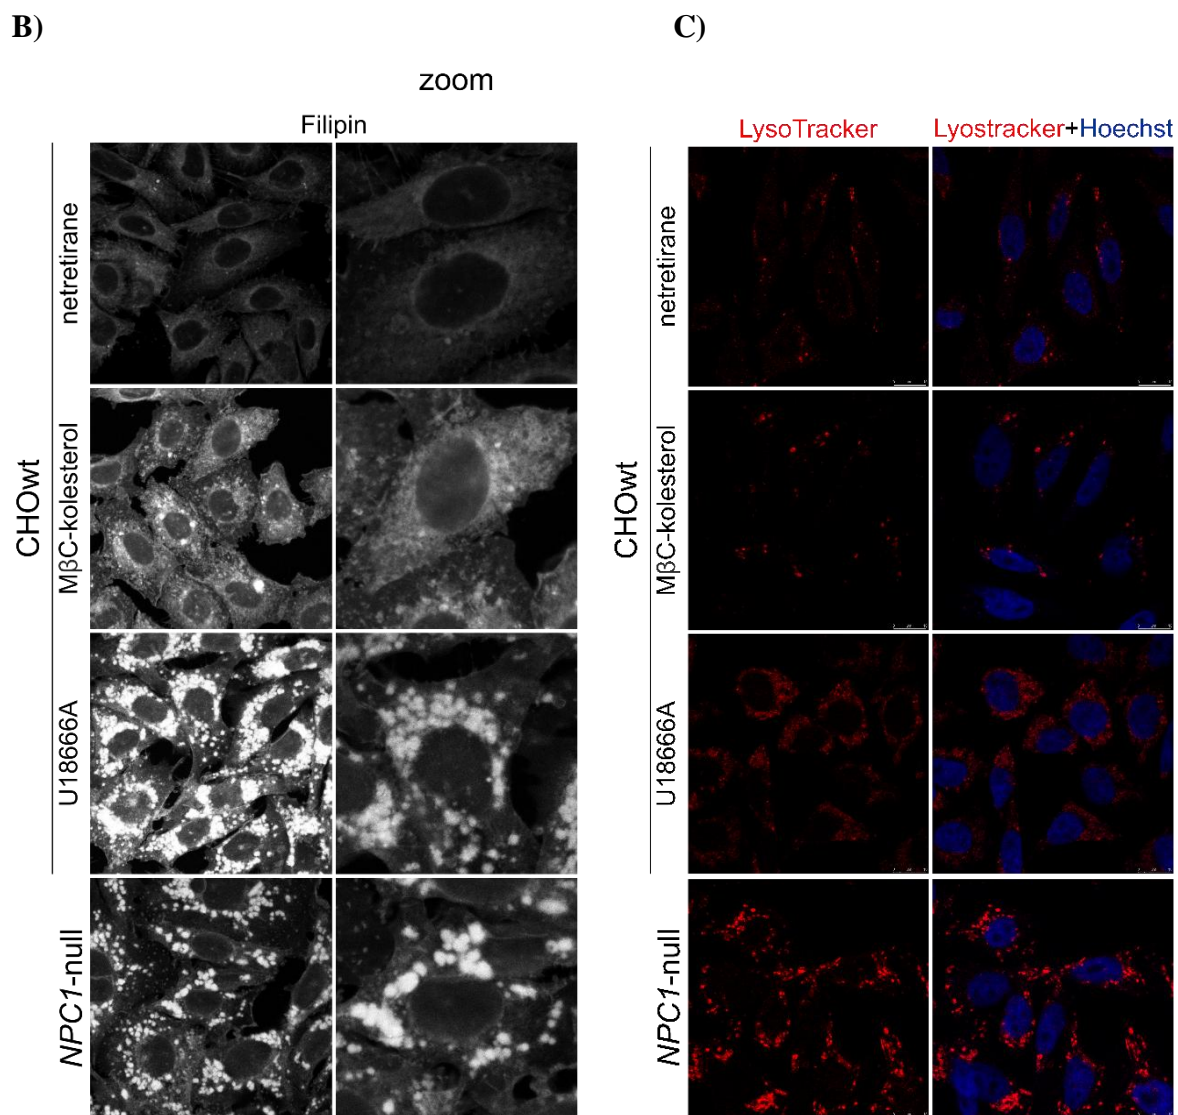 B)
zoom
Filipin
CHOwt
netretirane
MβC-kolesterol
U18666A
NPC1-null
C)
LysoTracker
Lyostracker+Hoechst
CHOwt
netretirane
MβC-kolesterol
U18666A
NPC1-null